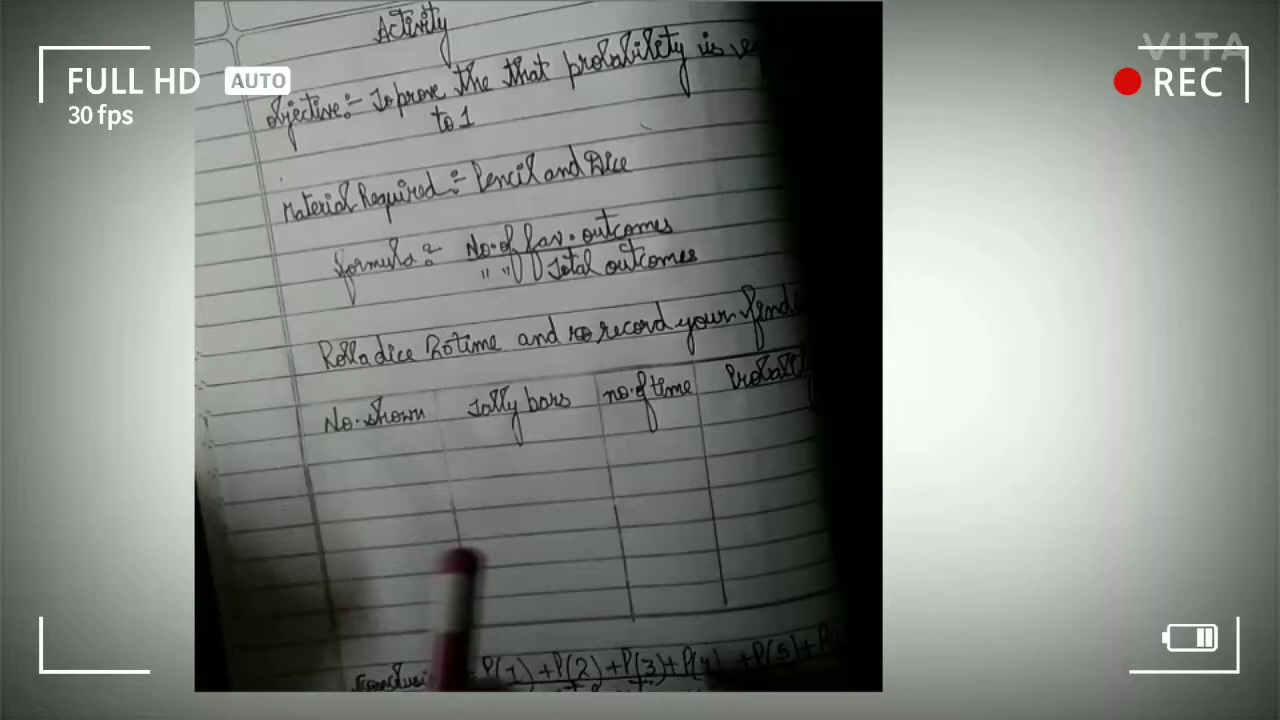 VITA
FULL HD AUTO
30 fps
REC
Activity
Objective:- To prove the that probability is
to 1
Material Required :- Pencil and Dice
formula :- No. of fav. outcomes
" " Total outcomes
Roll a dice 20 time and record your
No. shown Tally bars no. of time
P(1) + P(2) + P(3) + P(4) + P(5) +